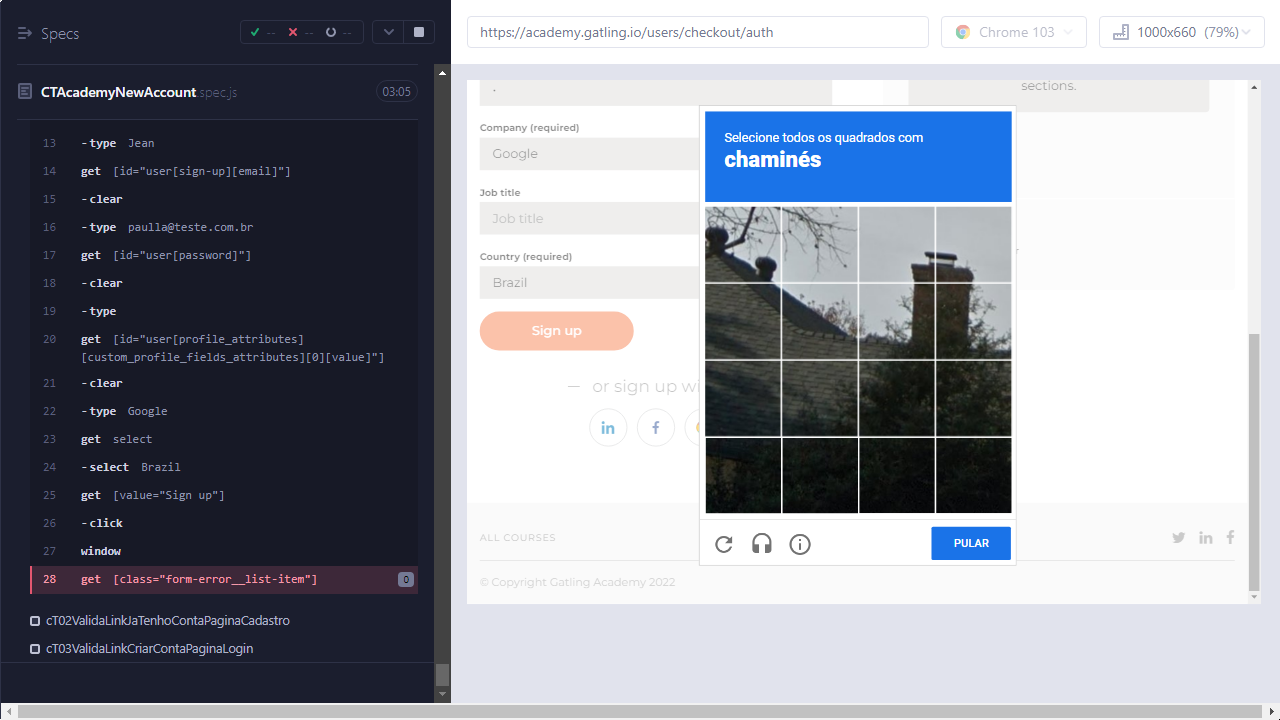 Specs
-- -- --
https://academy.gatling.io/users/checkout/auth
Chrome 103
1000x660 (79%)
CTAcademyNewAccount.spec.js
03:05
13 -type Jean
14 get [id="user[sign-up][email]"]
15 -clear
16 -type paulla@teste.com.br
17 get [id="user[password]"]
18 -clear
19 -type
20 get [id="user[profile_attributes]
[custom_profile_fields_attributes][0][value]"]
21 -clear
22 -type Google
23 get select
24 -select Brazil
25 get [value="Sign up"]
26 -click
27 window
28 get [class="form-error__list-item"] 0
cT02ValidaLinkJaTenhoContaPaginaCadastro
cT03ValidaLinkCriarContaPaginaLogin
.
sections.
Company (required)
Google
Job title
Job title
Country (required)
Brazil
Sign up
— or sign up wi
in f
Selecione todos os quadrados com
chaminés
PULAR
ALL COURSES
in f
© Copyright Gatling Academy 2022